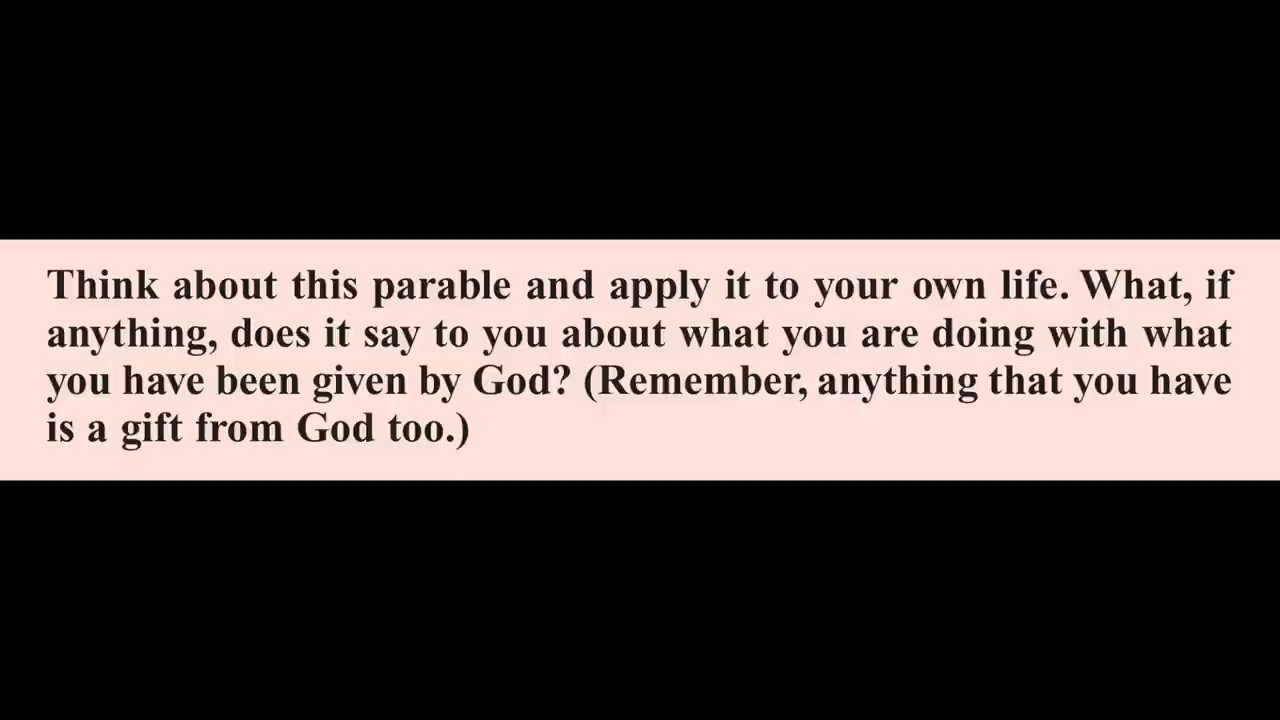 Think about this parable and apply it to your own life. What, if
anything, does it say to you about what you are doing with what
you have been given by God? (Remember, anything that you have
is a gift from God too.)